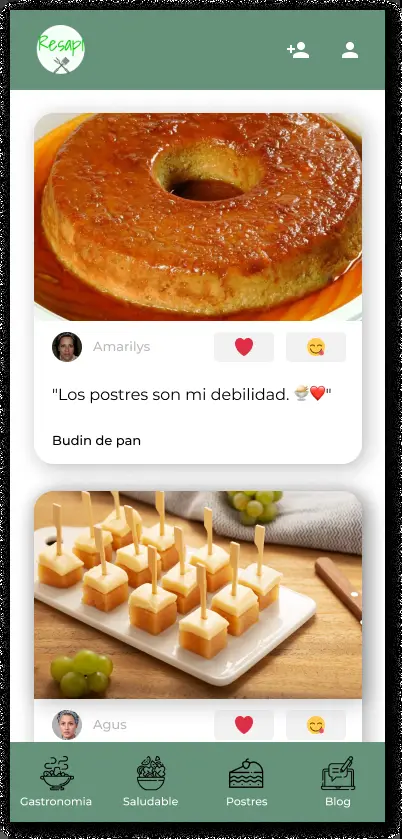 Resapi
Amarilys
"Los postres son mi debilidad. 🍨❤️"
Budin de pan
Agus
Gastronomia
Saludable
Postres
Blog